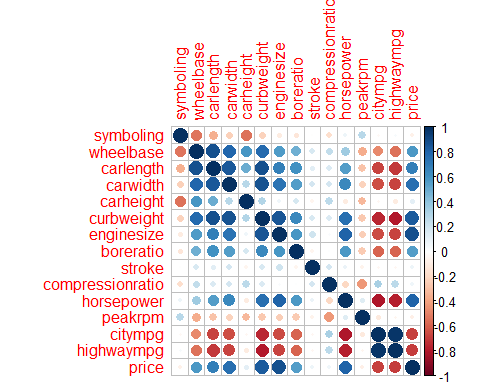 symboling
wheelbase
carlength
carwidth
carheight
curbweight
enginesize
boreratio
stroke
compressionratio
horsepower
peakrpm
citympg
highwaympg
price
symboling
wheelbase
carlength
carwidth
carheight
curbweight
enginesize
boreratio
stroke
compressionratio
horsepower
peakrpm
citympg
highwaympg
price
1
0.8
0.6
0.4
0.2
0
-0.2
-0.4
-0.6
-0.8
-1